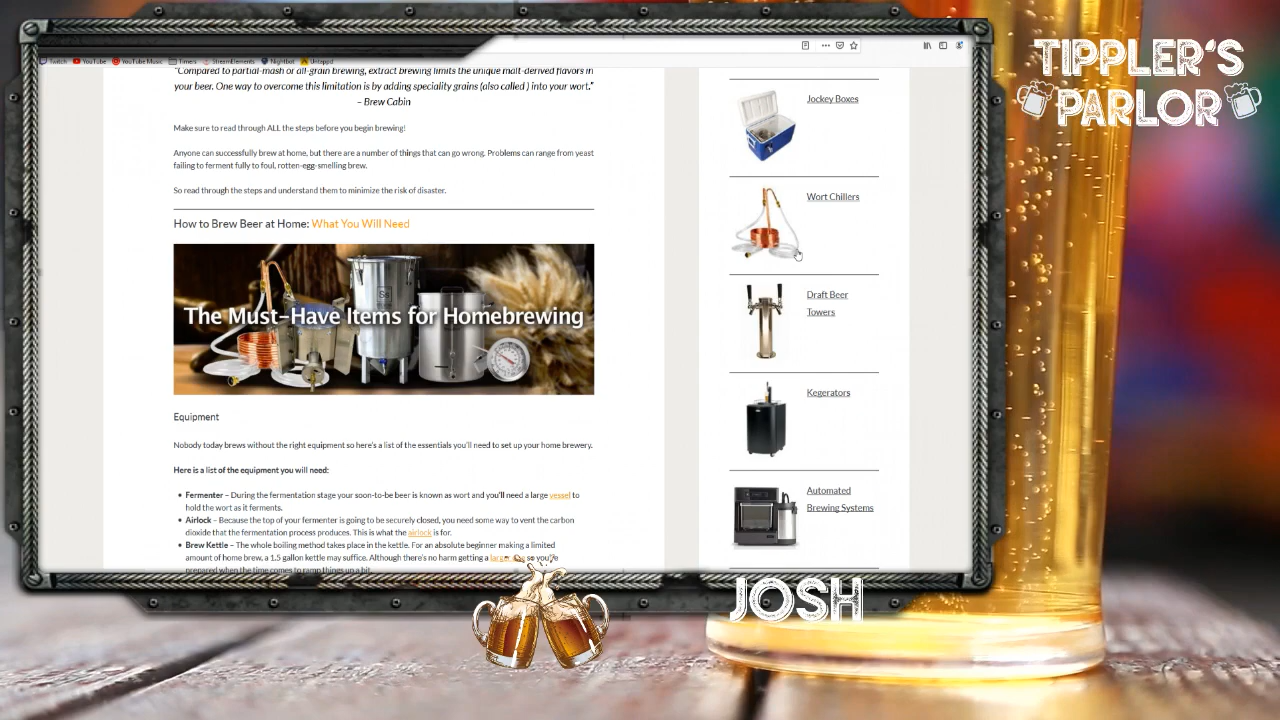 Twitch YouTube YouTube Music Timers StreamElements Nightbot Untappd
"Compared to partial-mash or all-grain brewing, extract brewing limits the unique malt-derived flavors in
your beer. One way to overcome this limitation is by adding speciality grains (also called ) into your wort."
– Brew Cabin
Make sure to read through ALL the steps before you begin brewing!
Anyone can successfully brew at home, but there are a number of things that can go wrong. Problems can range from yeast
failing to ferment fully to foul, rotten-egg-smelling brew.
So read through the steps and understand them to minimize the risk of disaster.
How to Brew Beer at Home: What You Will Need
The Must-Have Items for Homebrewing
Equipment
Nobody today brews without the right equipment so here's a list of the essentials you'll need to set up your home brewery.
Here is a list of the equipment you will need:
• Fermenter – During the fermentation stage your soon-to-be beer is known as wort and you'll need a large vessel to
hold the wort as it ferments.
• Airlock – Because the top of your fermenter is going to be securely closed, you need some way to vent the carbon
dioxide that the fermentation process produces. This is what the airlock is for.
• Brew Kettle – The whole boiling method takes place in the kettle. For an absolute beginner making a limited
amount of home brew, a 1.5 gallon kettle may suffice. Although there's no harm getting a so you're
prepared when the time comes to ramp things up a bit.
Jockey Boxes
Wort Chillers
Draft Beer
Towers
Kegerators
Automated
Brewing Systems
TIPPLER'S
PARLOR
JOSH